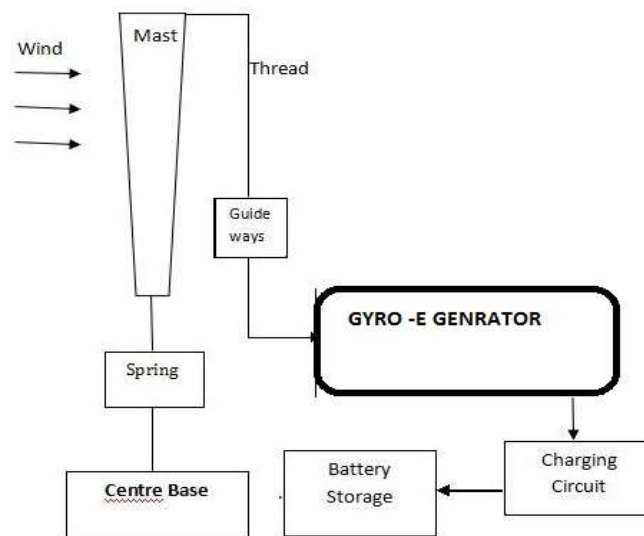 Wind
Mast
Thread
Guide
ways
GYRO -E GENRATOR
Spring
Centre Base
Battery
Storage
Charging
Circuit